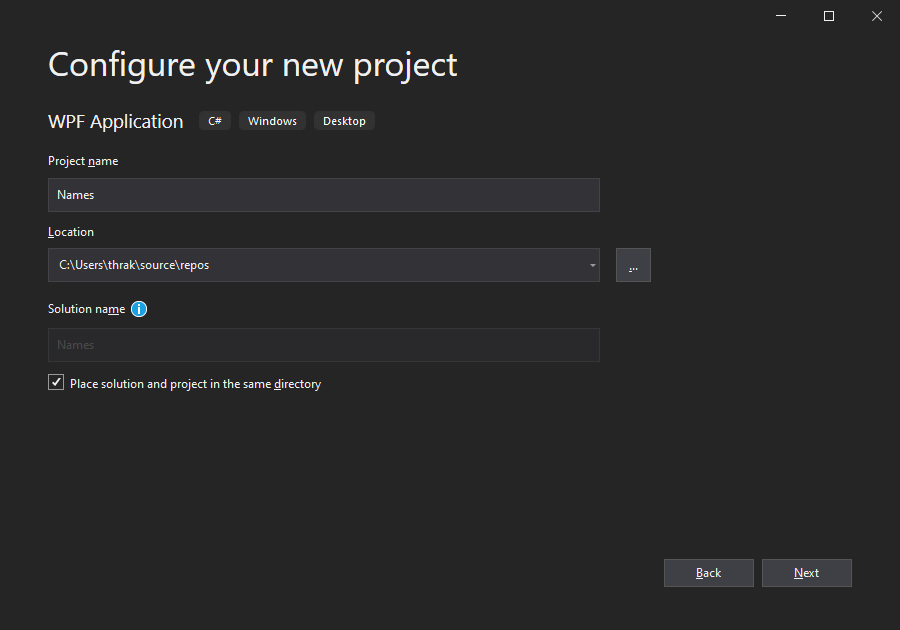 Configure your new project
WPF Application C# Windows Desktop
Project name
Names
Location
C:\Users\thrak\source\repos
...
Solution name
Names
Place solution and project in the same directory
Back Next